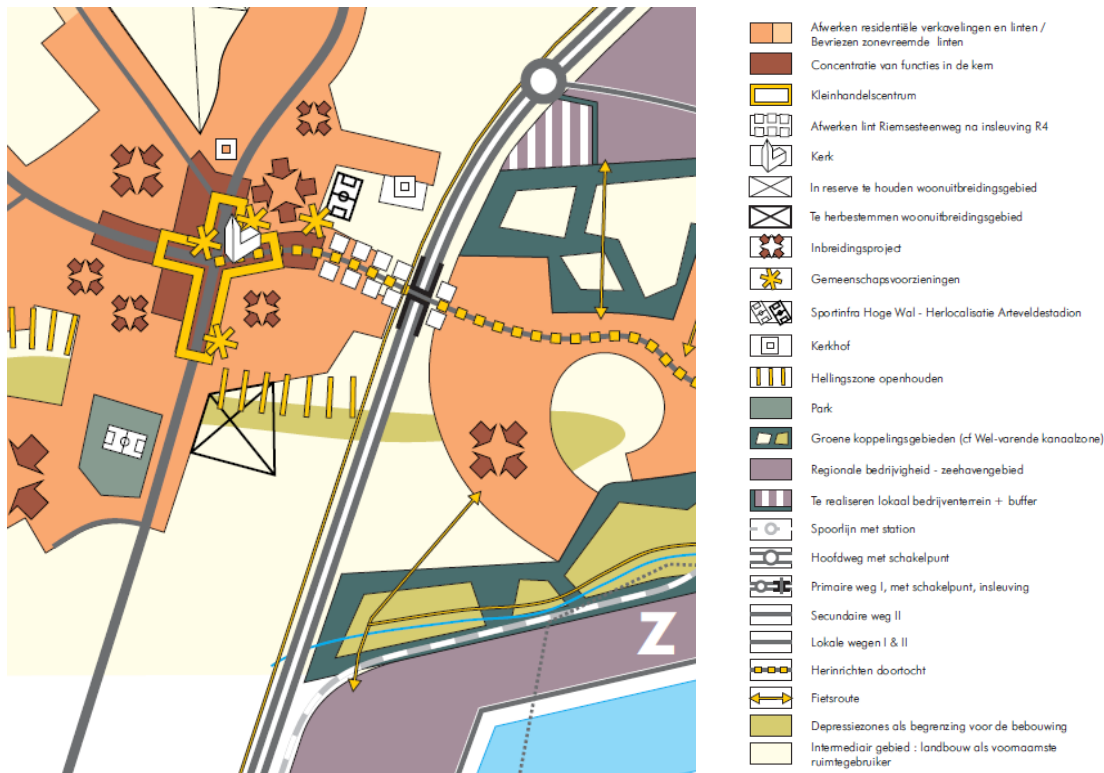 Z
Afwerken residentiële verkavelingen en linten /
Bevriezen zonevreemde linten
Concentratie van functies in de kern
Kleinhandelscentrum
Afwerken lint Riemsesteenweg na insleuving R4
Kerk
In reserve te houden woonuitbreidingsgebied
Te herbestemmen woonuitbreidingsgebied
Inbreidingsproject
Gemeenschapsvoorzieningen
Sportinfra Hoge Wal - Herlocalisatie Arteveldestadion
Kerkhof
Hellingszone openhouden
Park
Groene koppelingsgebieden (cf Wel-varende kanaalzone)
Regionale bedrijvigheid - zeehavengebied
Te realiseren lokaal bedrijventerrein + buffer
Spoorlijn met station
Hoofdweg met schakelpunt
Primaire weg I, met schakelpunt, insleuving
Secundaire weg II
Lokale wegen I & II
Herinrichten doortocht
Fietsroute
Depressiezones als begrenzing voor de bebouwing
Intermediair gebied : landbouw als voornaamste
ruimtegebruiker